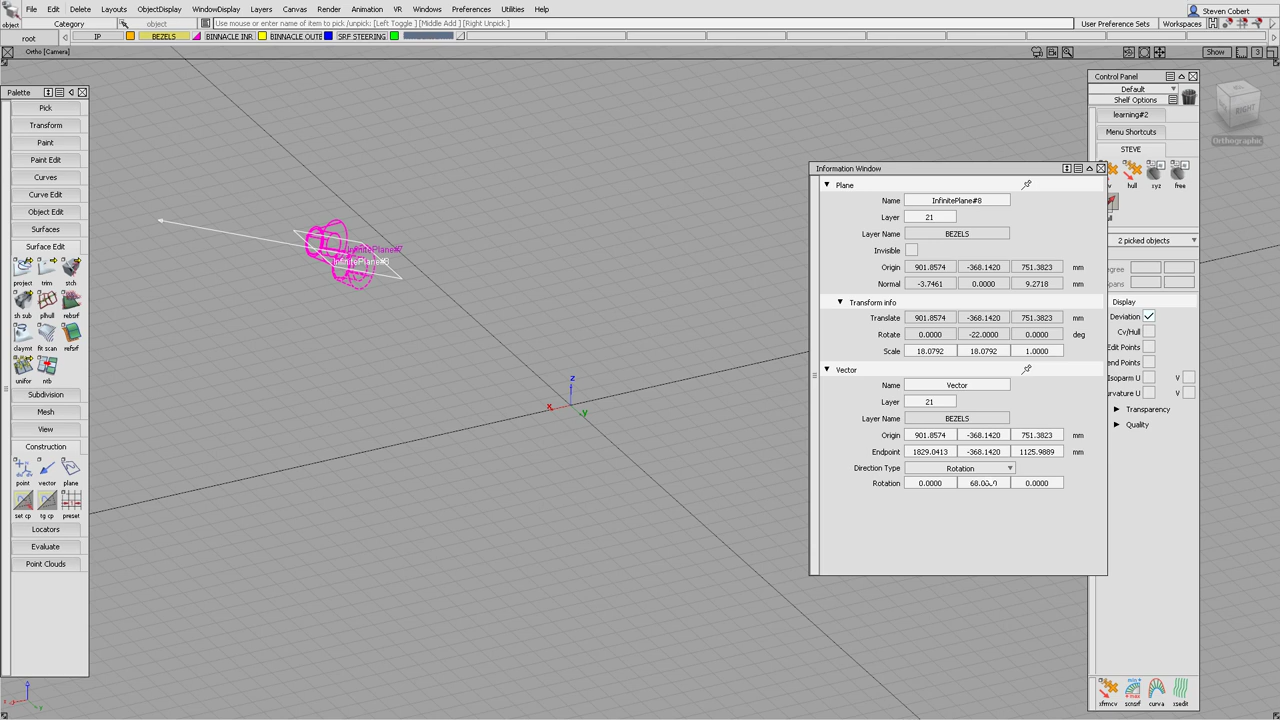 File Edit Delete Layouts ObjectDisplay WindowDisplay Layers Canvas Render Animation VR Windows Preferences Utilities Help
Steven Cobert
object
Category
object
Use mouse or enter name of item to pick /unpick: [Left Toggle ] [Middle Add ] [Right Unpick ]
User Preference Sets
Workspaces
root
IP
BEZELS
BINNACLE INR
BINNACLE OUTE
SRF STEERING
Ortho [Camera]
Show
3
Palette
Pick
Transform
Paint
Paint Edit
Curves
Curve Edit
Object Edit
Surfaces
Surface Edit
project trim stch
sh sub plhull rebsrf
claymt fit scan refsrf
unifor ntb
Subdivision
Mesh
View
Construction
point vector plane
set cp tg cp preset
Locators
Evaluate
Point Clouds
InfinitePlane#7
z
x
y
Information Window
Plane
Name InfinitePlane#8
Layer 21
Layer Name BEZELS
Invisible
Origin 901.8574 -368.1420 751.3823 mm
Normal -3.7461 0.0000 9.2718 mm
Transform info
Translate 901.8574 -368.1420 751.3823 mm
Rotate 0.0000 -22.0000 0.0000 deg
Scale 18.0792 18.0792 1.0000
Vector
Name Vector
Layer 21
Layer Name BEZELS
Origin 901.8574 -368.1420 751.3823 mm
Endpoint 1829.0413 -368.1420 1125.9889 mm
Direction Type Rotation
Rotation 0.0000 0.0000
Control Panel
Default
Shelf Options
learning#2
Menu Shortcuts
STEVE
hull xyz free
2 picked objects
Display
Deviation
Cv/Hull
Edit Points
V
V
Transparency
Quality
xfrmcv scnsrf curva xsedit
RIGHT
Orthographic